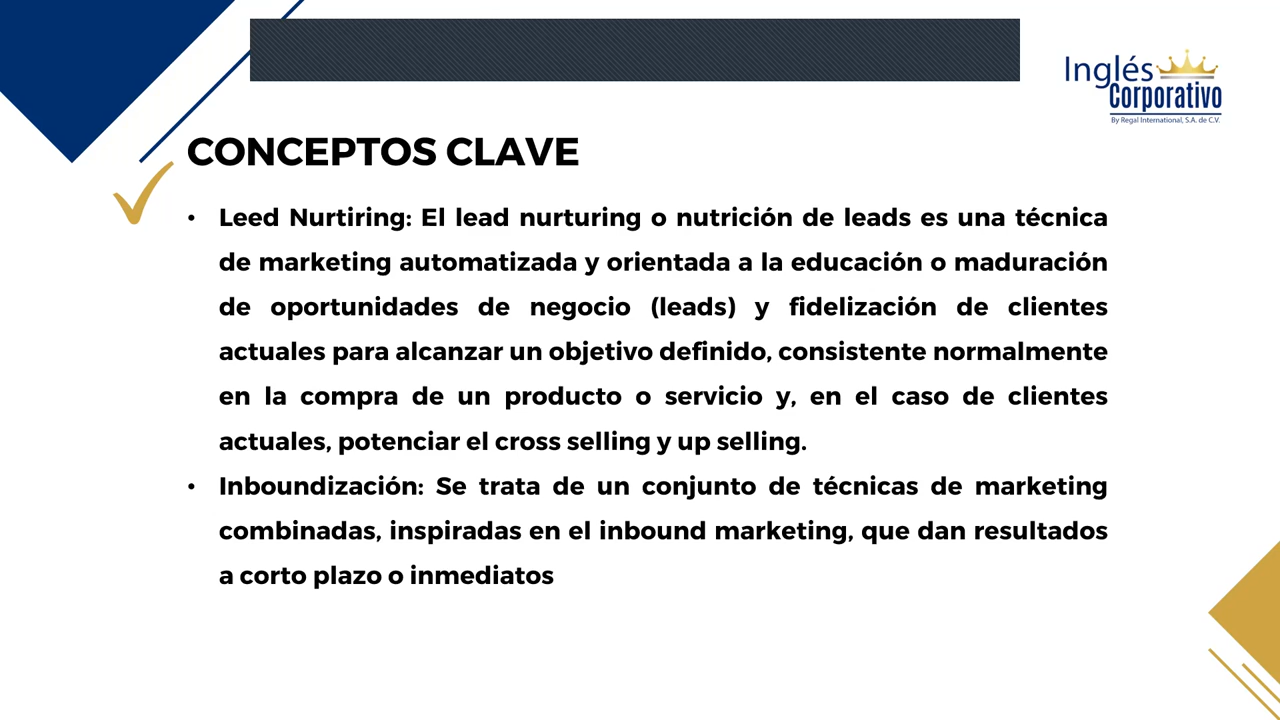 Inglés
Corporativo
By Regal International, S.A. de C.V.
CONCEPTOS CLAVE
• Leed Nurtiring: El lead nurturing o nutrición de leads es una técnica
de marketing automatizada y orientada a la educación o maduración
de oportunidades de negocio (leads) y fidelización de clientes
actuales para alcanzar un objetivo definido, consistente normalmente
en la compra de un producto o servicio y, en el caso de clientes
actuales, potenciar el cross selling y up selling.
• Inboundización: Se trata de un conjunto de técnicas de marketing
combinadas, inspiradas en el inbound marketing, que dan resultados
a corto plazo o inmediatos